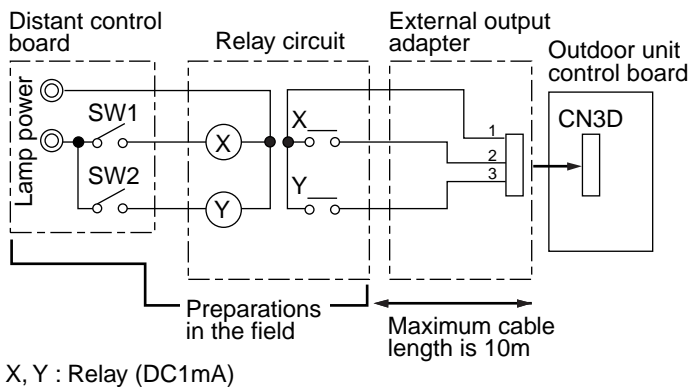 Distant control
board
Relay circuit
External output
adapter
Outdoor unit
control board
Lamp power
SW1
SW2
X
Y
X
Y
1
2
3
CN3D
Preparations
in the field
Maximum cable
length is 10m
X, Y : Relay (DC1mA)